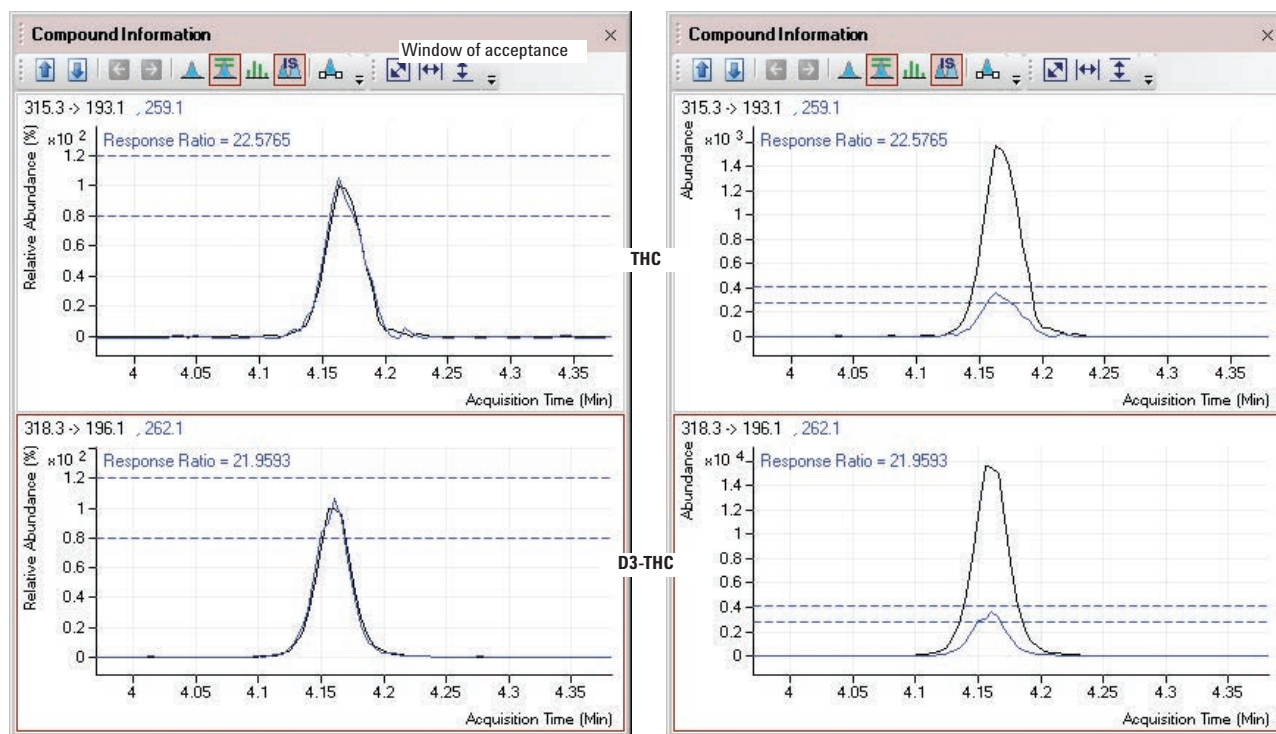 Compound Information
Window of acceptance
IS
315.3 -> 193.1 , 259.1
Relative Abundance (%)
x10 2
Response Ratio = 22.5765
1.2
1
0.8
0.6
0.4
0.2
0
4 4.05 4.1 4.15 4.2 4.25 4.3 4.35
Acquisition Time (Min)
318.3 -> 196.1 , 262.1
Relative Abundance (%)
x10 2
Response Ratio = 21.9593
1.2
1
0.8
0.6
0.4
0.2
0
4 4.05 4.1 4.15 4.2 4.25 4.3 4.35
Acquisition Time (Min)
THC
D3-THC
Compound Information
IS
315.3 -> 193.1 , 259.1
Abundance
x10 3
Response Ratio = 22.5765
1.4
1.2
1
0.8
0.6
0.4
0.2
0
4 4.05 4.1 4.15 4.2 4.25 4.3 4.35
Acquisition Time (Min)
318.3 -> 196.1 , 262.1
Abundance
x10 4
Response Ratio = 21.9593
1.4
1.2
1
0.8
0.6
0.4
0.2
0
4 4.05 4.1 4.15 4.2 4.25 4.3 4.35
Acquisition Time (Min)